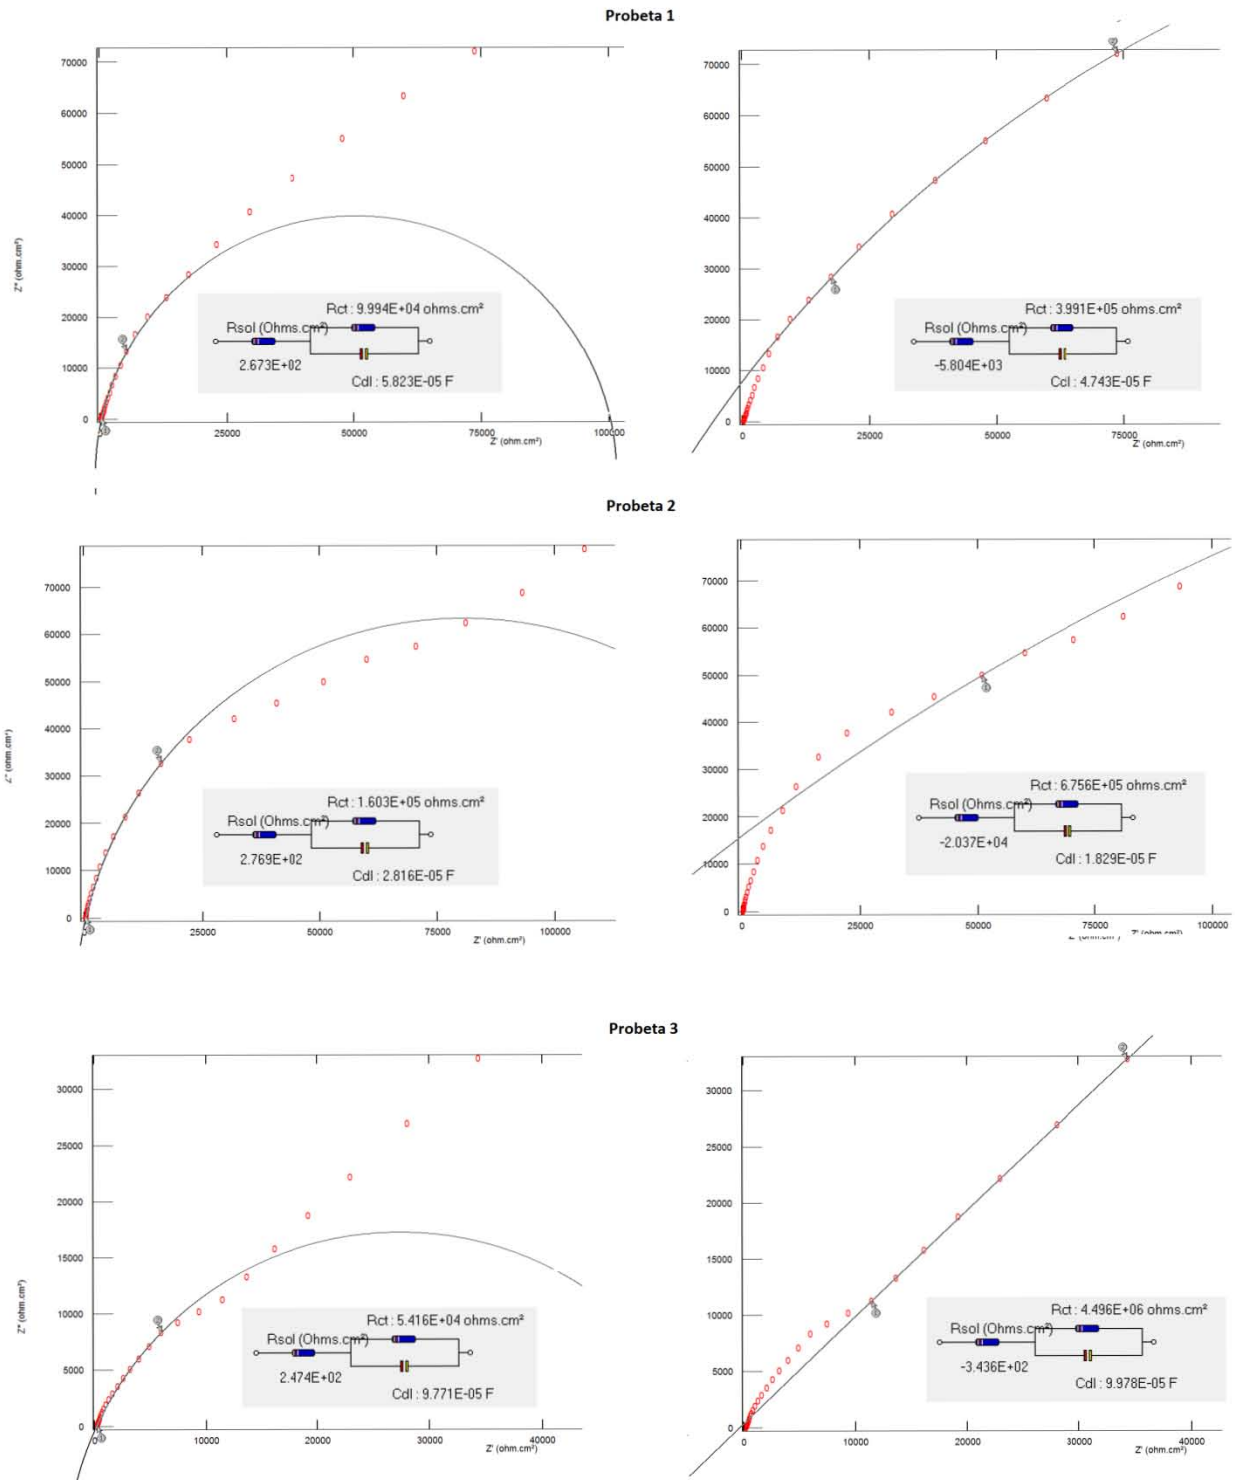 Probeta 1
70000
60000
50000
40000
30000
20000
10000
0
Z" (ohm.cm²)
Rct : 9.994E+04 ohms.cm²
Rsol (Ohms.cm²)
2.673E+02
Cdl : 5.823E-05 F
25000
50000
75000
100000
Z' (ohm.cm²)
70000
60000
50000
40000
30000
20000
10000
0
Rct : 3.991E+05 ohms.cm²
Rsol (Ohms.cm²)
-5.804E+03
Cdl : 4.743E-05 F
0
25000
50000
75000
Z' (ohm.cm²)
Probeta 2
70000
60000
50000
40000
30000
20000
10000
0
Z" (ohm.cm²)
Rct : 1.603E+05 ohms.cm²
Rsol (Ohms.cm²)
2.769E+02
Cdl : 2.816E-05 F
25000
50000
75000
100000
Z' (ohm.cm²)
70000
60000
50000
40000
30000
20000
10000
0
Rct : 6.756E+05 ohms.cm²
Rsol (Ohms.cm²)
-2.037E+04
Cdl : 1.829E-05 F
0
25000
50000
75000
100000
Probeta 3
30000
25000
20000
15000
10000
5000
0
Z" (ohm.cm²)
Rct : 5.416E+04 ohms.cm²
Rsol (Ohms.cm²)
2.474E+02
Cdl : 9.771E-05 F
0
10000
20000
30000
40000
Z' (ohm.cm²)
30000
25000
20000
15000
10000
5000
0
Rct : 4.496E+06 ohms.cm²
Rsol (Ohms.cm²)
-3.436E+02
Cdl : 9.978E-05 F
0
10000
20000
30000
40000
Z' (ohm.cm²)